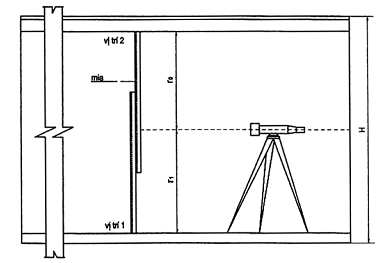 vị trí 2
mia
r₂
H
r₁
vị trí 1